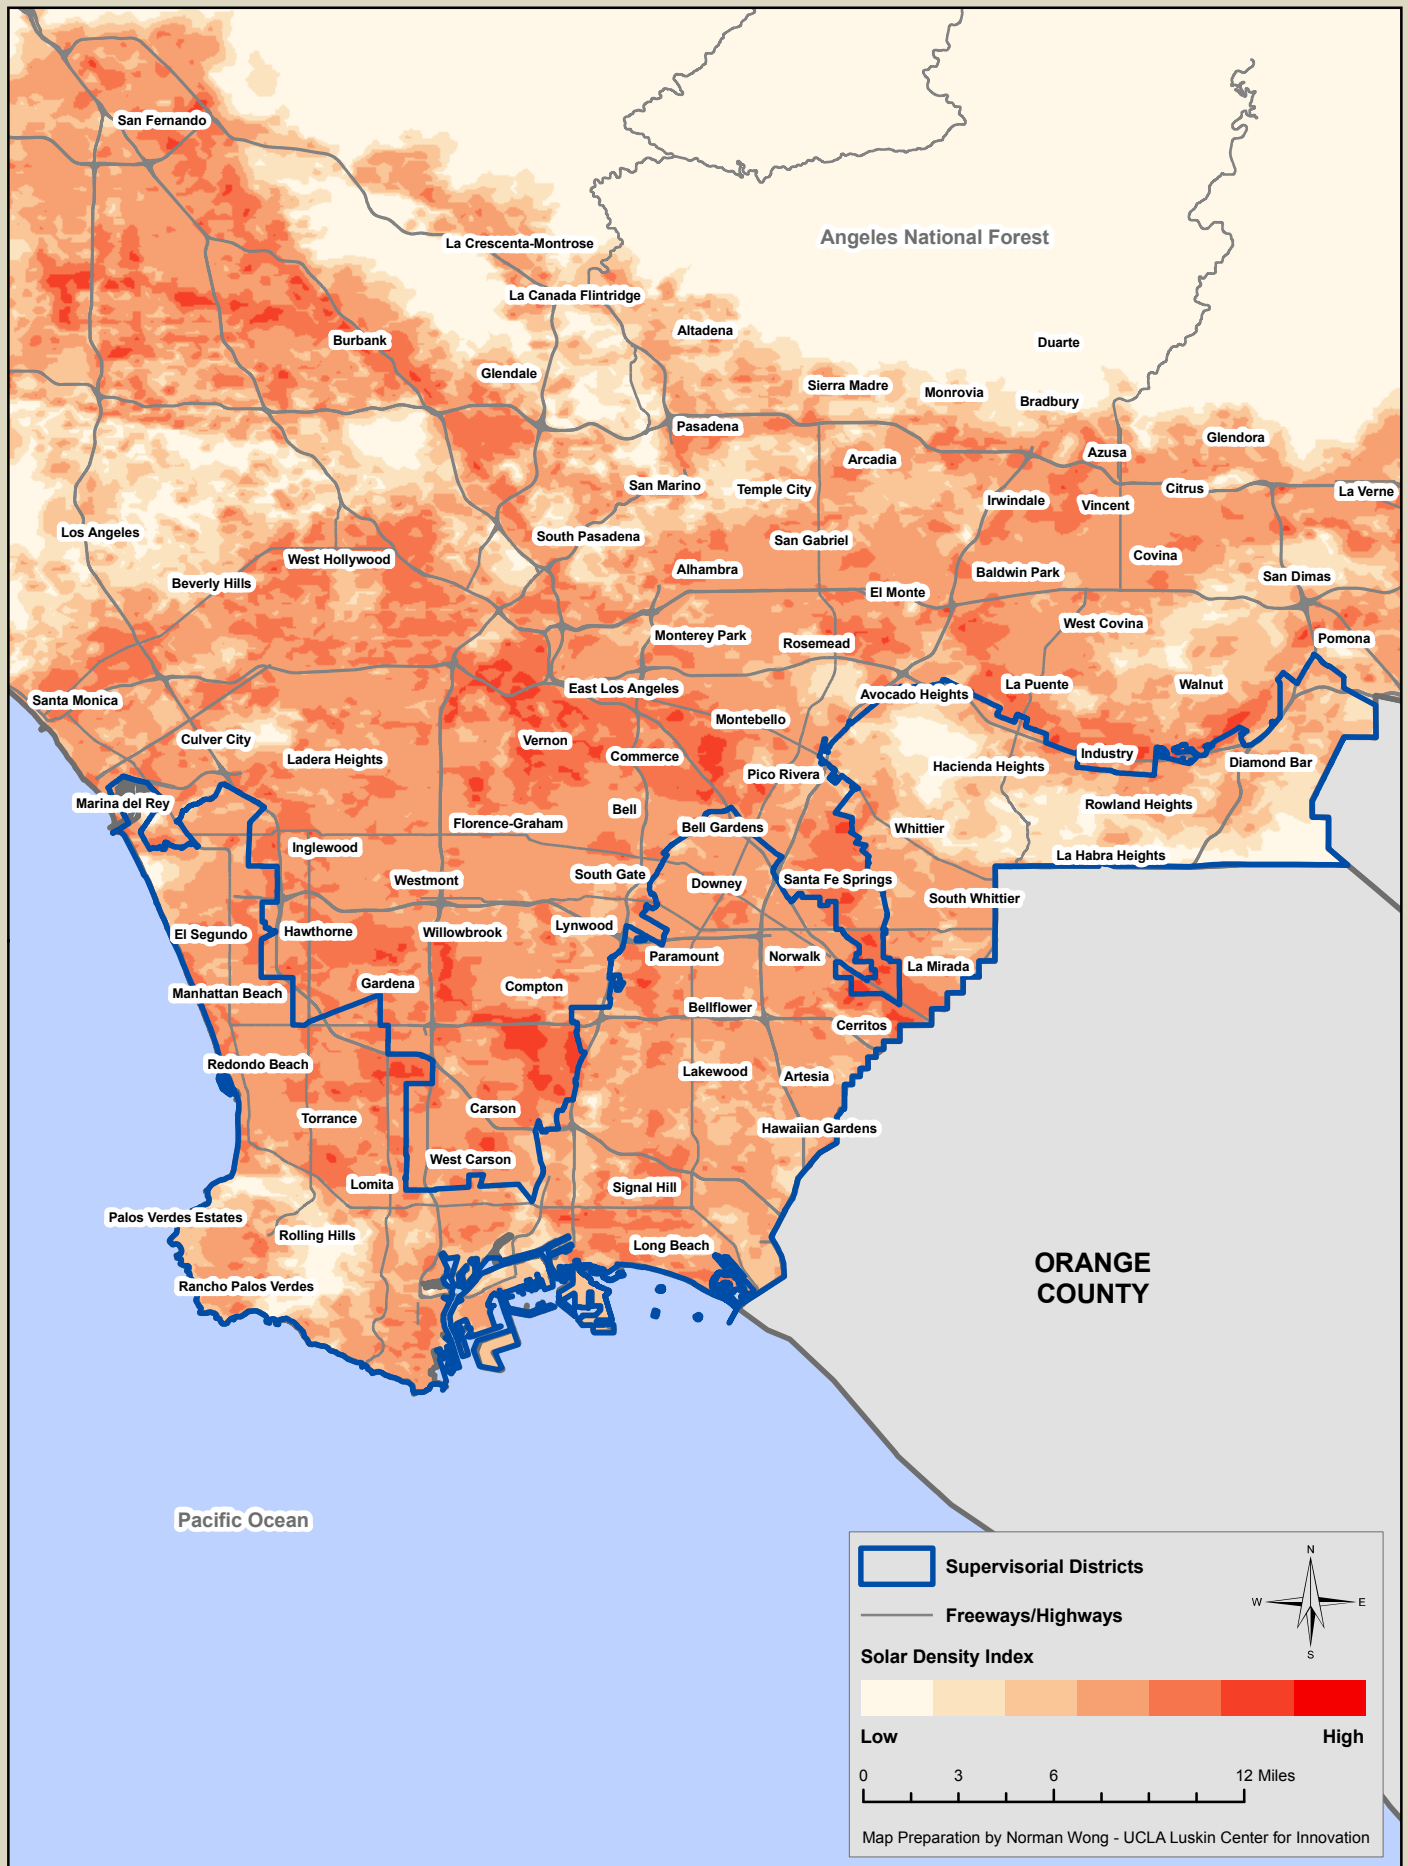 San Fernando
La Crescenta-Montrose
Angeles National Forest
La Canada Flintridge
Altadena
Burbank
Duarte
Glendale
Sierra Madre
Monrovia
Bradbury
Pasadena
Glendora
Azusa
Arcadia
San Marino
Temple City
Citrus
La Verne
Irwindale
Vincent
Los Angeles
South Pasadena
San Gabriel
West Hollywood
Covina
Alhambra
Baldwin Park
San Dimas
Beverly Hills
El Monte
West Covina
Monterey Park
Rosemead
Pomona
East Los Angeles
La Puente
Walnut
Avocado Heights
Santa Monica
Montebello
Culver City
Vernon
Commerce
Industry
Ladera Heights
Diamond Bar
Hacienda Heights
Pico Rivera
Marina del Rey
Rowland Heights
Bell
Florence-Graham
Bell Gardens
Whittier
Inglewood
La Habra Heights
South Gate
Westmont
Downey
Santa Fe Springs
South Whittier
Lynwood
El Segundo
Hawthorne
Willowbrook
Paramount
Norwalk
La Mirada
Gardena
Compton
Manhattan Beach
Bellflower
Cerritos
Redondo Beach
Lakewood
Artesia
Carson
Torrance
Hawaiian Gardens
West Carson
Lomita
Signal Hill
Palos Verdes Estates
Rolling Hills
Long Beach
Rancho Palos Verdes
ORANGE
COUNTY
Pacific Ocean
Supervisorial Districts
Freeways/Highways
N
W
E
S
Solar Density Index
Low
High
0 3 6 12 Miles
Map Preparation by Norman Wong - UCLA Luskin Center for Innovation